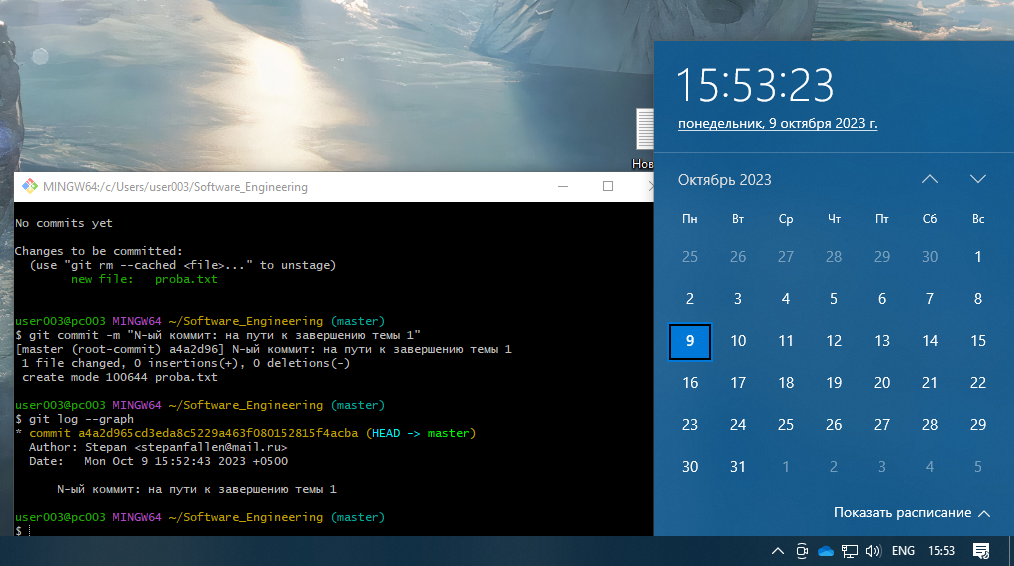 Нов
MINGW64:/c/Users/user003/Software_Engineering
No commits yet
Changes to be committed:
(use "git rm --cached <file>..." to unstage)
new file:   proba.txt
user003@pc003 MINGW64 ~/Software_Engineering (master)
$ git commit -m "N-ый коммит: на пути к завершению темы 1"
[master (root-commit) a4a2d96] N-ый коммит: на пути к завершению темы 1
1 file changed, 0 insertions(+), 0 deletions(-)
create mode 100644 proba.txt
user003@pc003 MINGW64 ~/Software_Engineering (master)
$ git log --graph
* commit a4a2d965cd3eda8c5229a463f080152815f4acba (HEAD -> master)
Author: Stepan <stepanfallen@mail.ru>
Date:   Mon Oct 9 15:52:43 2023 +0500
N-ый коммит: на пути к завершению темы 1
user003@pc003 MINGW64 ~/Software_Engineering (master)
$
15:53:23
понедельник, 9 октября 2023 г.
Октябрь 2023
Пн Вт Ср Чт Пт Сб Вс
25 26 27 28 29 30 1
2 3 4 5 6 7 8
9 10 11 12 13 14 15
16 17 18 19 20 21 22
23 24 25 26 27 28 29
30 31 1 2 3 4 5
Показать расписание
ENG 15:53